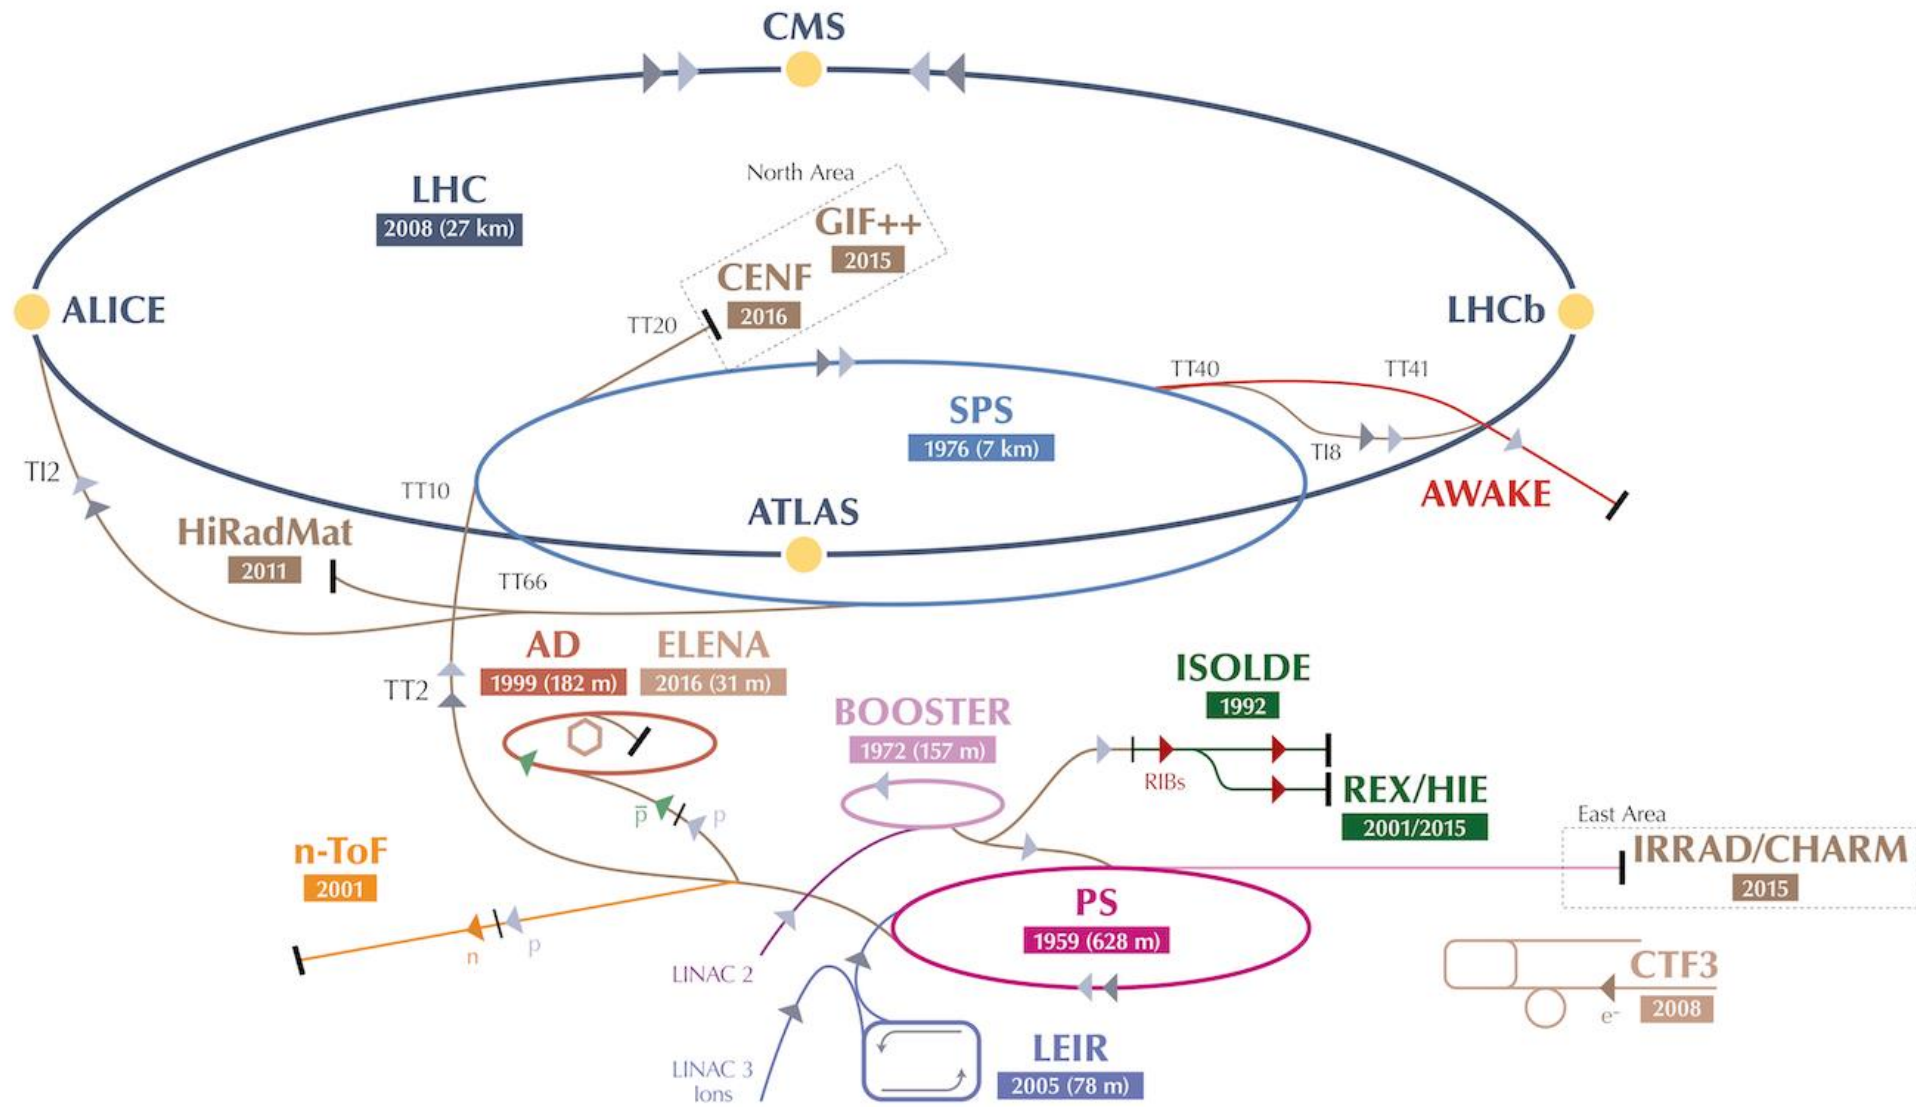 CMS
North Area
LHC
2008 (27 km)
GIF++
2015
CENF
2016
ALICE
LHCb
TT20
TT40
TT41
SPS
1976 (7 km)
TI8
TI2
TT10
AWAKE
ATLAS
HiRadMat
2011
TT66
AD
1999 (182 m)
ELENA
2016 (31 m)
TT2
ISOLDE
1992
BOOSTER
1972 (157 m)
RIBs
REX/HIE
2001/2015
p̅
p
East Area
IRRAD/CHARM
2015
n-ToF
2001
PS
1959 (628 m)
n
p
LINAC 2
CTF3
2008
e⁻
LEIR
2005 (78 m)
LINAC 3
Ions